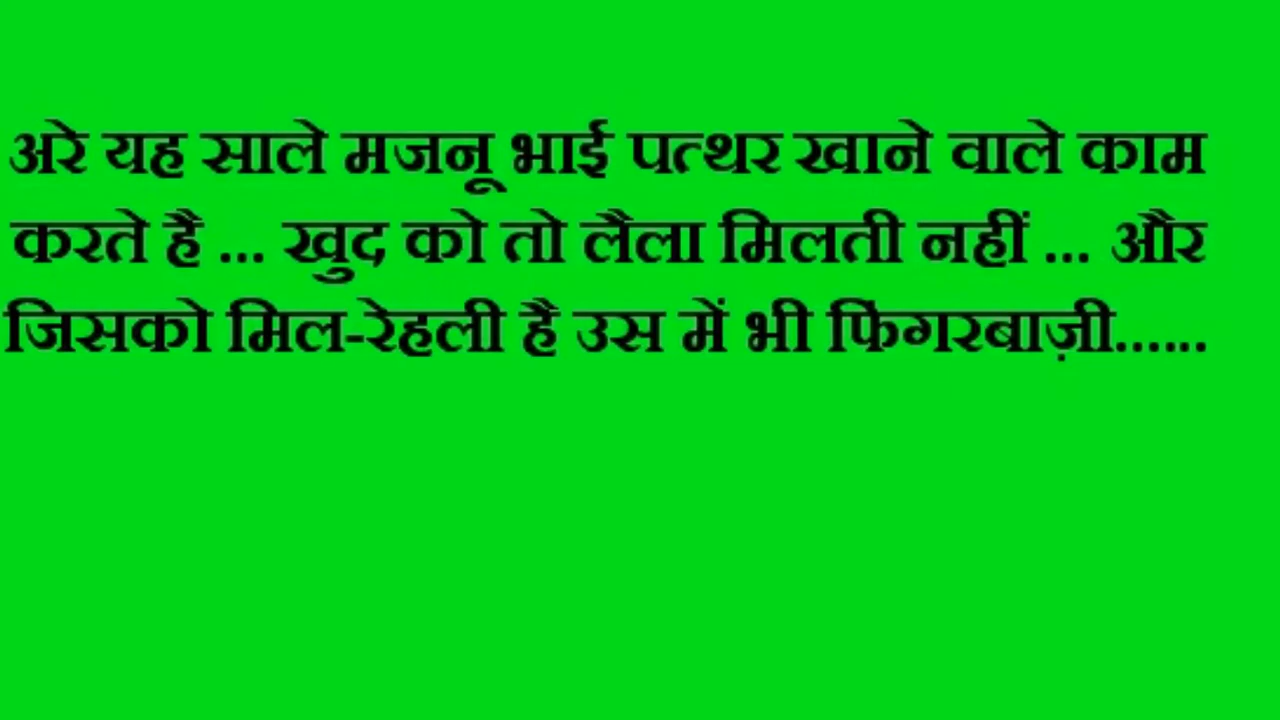 अरे यह साले मजनू भाई पत्थर खाने वाले काम
करते हैं ... खुद को तो लैला मिलती नहीं ... और
जिसको मिल-रेहली है उस में भी फिंगरबाज़ी......